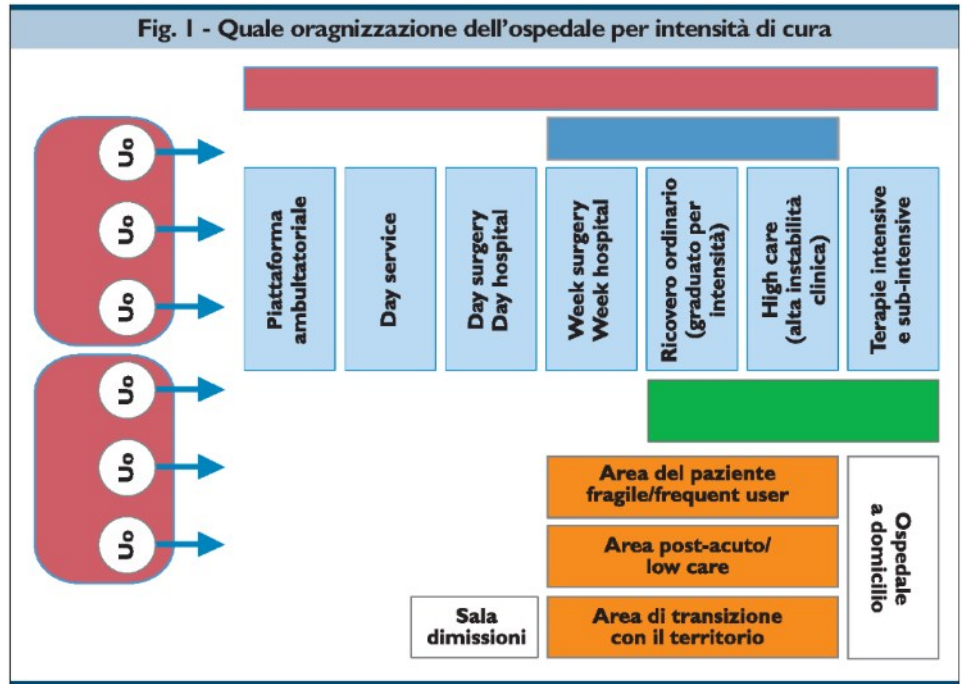 Fig. 1 - Quale oragnizzazione dell'ospedale per intensità di cura
Uo
Uo
Uo
Uo
Uo
Uo
Piattaforma
ambultatoriale
Day service
Day surgery
Day hospital
Week surgery
Week hospital
Ricovero ordinario
(graduato per
intensità)
High care
(alta instabilità
clinica)
Terapie intensive
e sub-intensive
Area del paziente
fragile/frequent user
Area post-acuto/
low care
Sala
dimissioni
Area di transizione
con il territorio
Ospedale
a domicilio